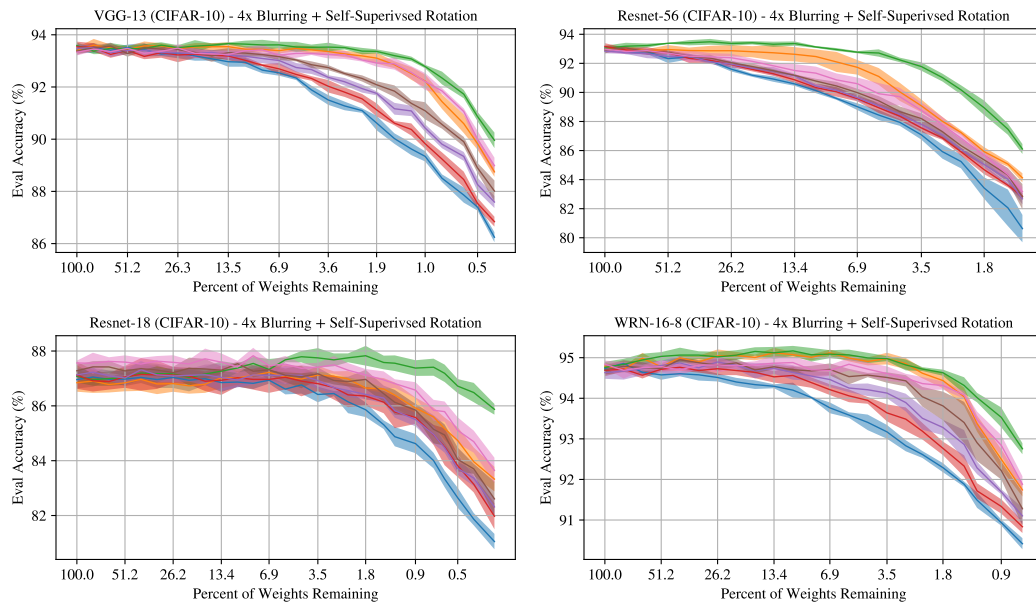 VGG-13 (CIFAR-10) - 4x Blurring + Self-Superivsed Rotation
Eval Accuracy (%)
94
92
90
88
86
100.0 51.2 26.3 13.5 6.9 3.6 1.9 1.0 0.5
Percent of Weights Remaining
Resnet-56 (CIFAR-10) - 4x Blurring + Self-Superivsed Rotation
Eval Accuracy (%)
94
92
90
88
86
84
82
80
100.0 51.2 26.2 13.4 6.9 3.5 1.8
Percent of Weights Remaining
Resnet-18 (CIFAR-10) - 4x Blurring + Self-Superivsed Rotation
Eval Accuracy (%)
88
86
84
82
100.0 51.2 26.2 13.4 6.9 3.5 1.8 0.9 0.5
Percent of Weights Remaining
WRN-16-8 (CIFAR-10) - 4x Blurring + Self-Superivsed Rotation
Eval Accuracy (%)
95
94
93
92
91
100.0 51.2 26.2 13.4 6.9 3.5 1.8 0.9
Percent of Weights Remaining